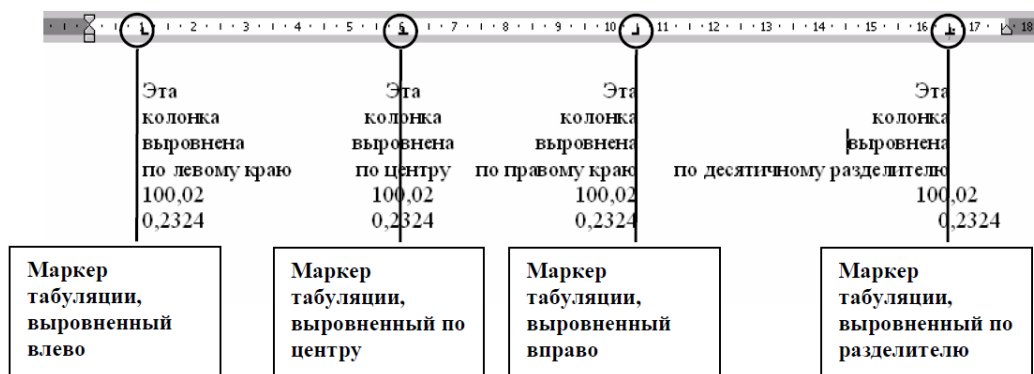 1 · 2 · 3 · 4 · 5 · 6 · 7 · 8 · 9 · 10 · 11 · 12 · 13 · 14 · 15 · 16 · 17 · 18
Эта Эта Эта Эта
колонка колонка колонка колонка
выровнена выровнена выровнена выровнена
по левому краю по центру по правому краю по десятичному разделителю
100,02 100,02 100,02 100,02
0,2324 0,2324 0,2324 0,2324
Маркер
табуляции,
выровненный
влево
Маркер
табуляции,
выровненный по
центру
Маркер
табуляции,
выровненный
вправо
Маркер
табуляции,
выровненный по
разделителю